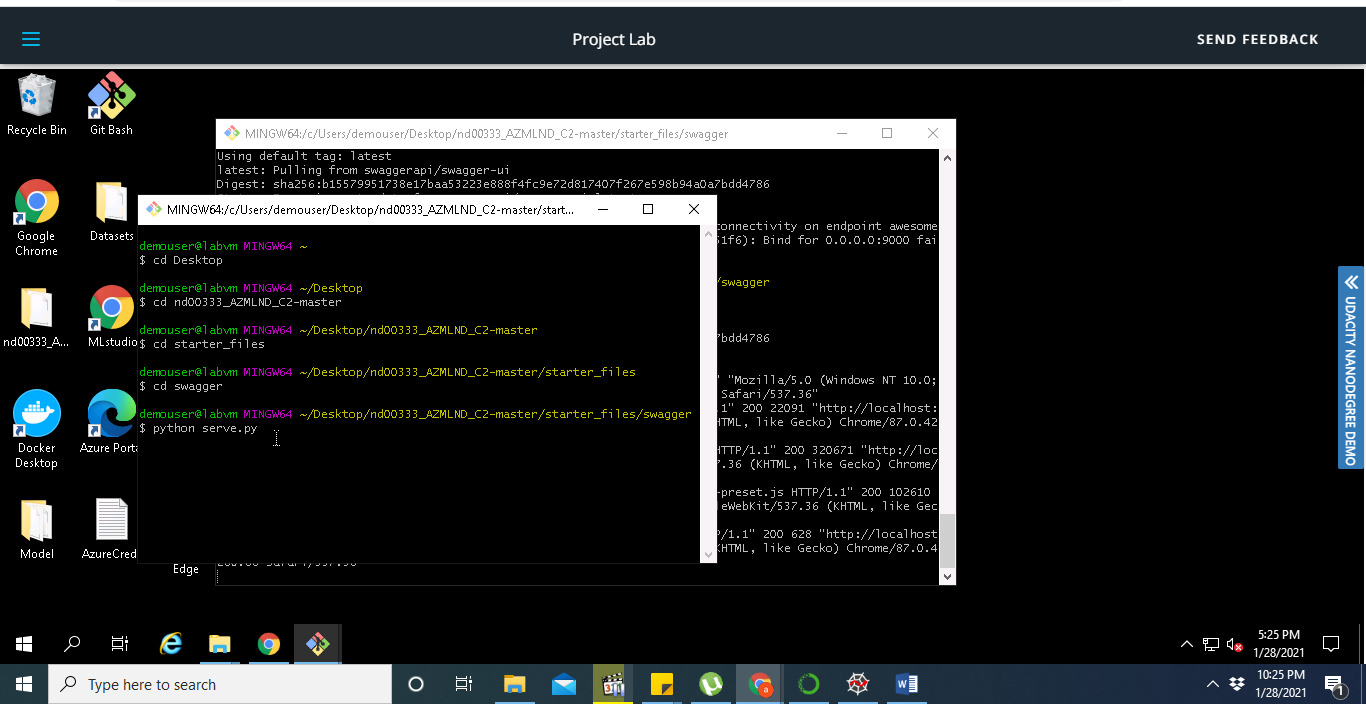 Project Lab
SEND FEEDBACK
Recycle Bin
Git Bash
Google Chrome
Datasets
nd00333_A...
MLstudio
Docker Desktop
Azure Porta
Model
AzureCred
Edge
MINGW64:/c/Users/demouser/Desktop/nd00333_AZMLND_C2-master/starter_files/swagger
Using default tag: latest
latest: Pulling from swaggerapi/swagger-ui
Digest: sha256:b15579951738e17baa53223e888f4fc9e72d817407f267e598b94a0a7bdd4786
onnectivity on endpoint awesome
51f6): Bind for 0.0.0.0:9000 fai
/swagger
7bdd4786
" "Mozilla/5.0 (Windows NT 10.0;
Safari/537.36"
.1" 200 22091 "http://localhost:
HTML, like Gecko) Chrome/87.0.42
HTTP/1.1" 200 320671 "http://loc
7.36 (KHTML, like Gecko) Chrome/
-preset.js HTTP/1.1" 200 102610
leWebKit/537.36 (KHTML, like Gec
P/1.1" 200 628 "http://localhost
KHTML, like Gecko) Chrome/87.0.4
MINGW64:/c/Users/demouser/Desktop/nd00333_AZMLND_C2-master/start...
demouser@labvm MINGW64 ~
$ cd Desktop
demouser@labvm MINGW64 ~/Desktop
$ cd nd00333_AZMLND_C2-master
demouser@labvm MINGW64 ~/Desktop/nd00333_AZMLND_C2-master
$ cd starter_files
demouser@labvm MINGW64 ~/Desktop/nd00333_AZMLND_C2-master/starter_files
$ cd swagger
demouser@labvm MINGW64 ~/Desktop/nd00333_AZMLND_C2-master/starter_files/swagger
$ python serve.py
UDACITY NANODEGREE DEMO
5:25 PM
1/28/2021
Type here to search
31
a
W
10:25 PM
1/28/2021
1